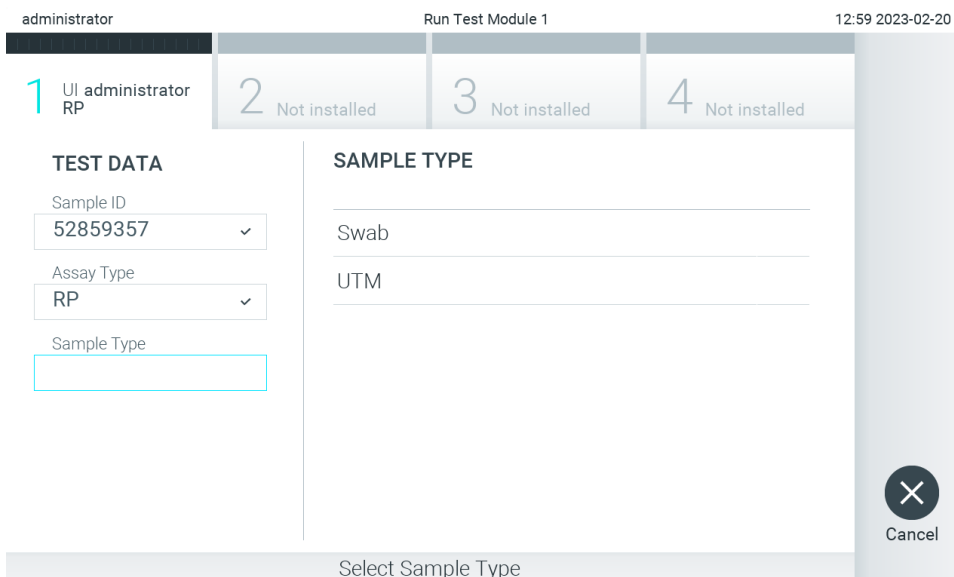 administrator
Run Test Module 1
12:59 2023-02-20
1
UI administrator
RP
2 Not installed
3 Not installed
4 Not installed
TEST DATA
Sample ID
52859357
Assay Type
RP
Sample Type
SAMPLE TYPE
Swab
UTM
Cancel
Select Sample Type